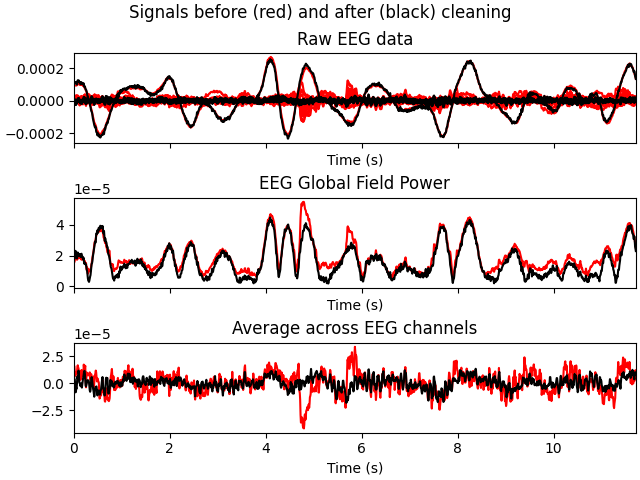 Signals before (red) and after (black) cleaning
Raw EEG data
0.0002
0.0000
−0.0002
Time (s)
1e−5
EEG Global Field Power
4
2
0
Time (s)
1e−5
Average across EEG channels
2.5
0.0
−2.5
0 2 4 6 8 10
Time (s)